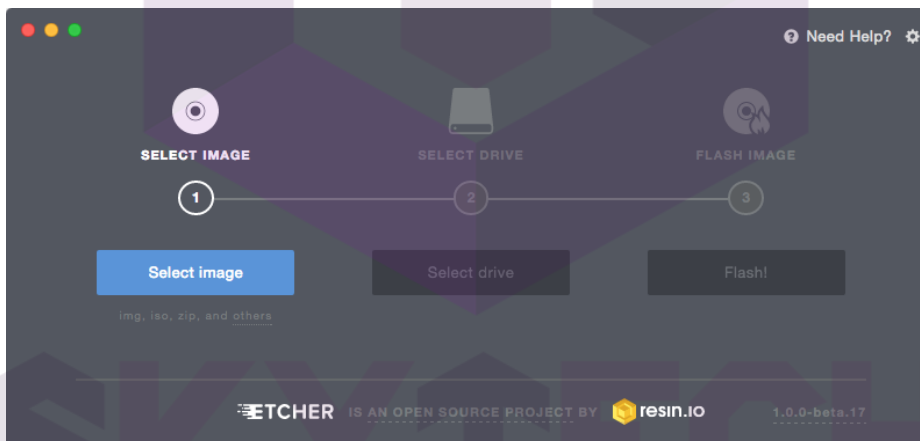 Need Help?
SELECT IMAGE
SELECT DRIVE
FLASH IMAGE
1
2
3
Select image
Select drive
Flash!
img, iso, zip, and others
ETCHER IS AN OPEN SOURCE PROJECT BY resin.io 1.0.0-beta.17